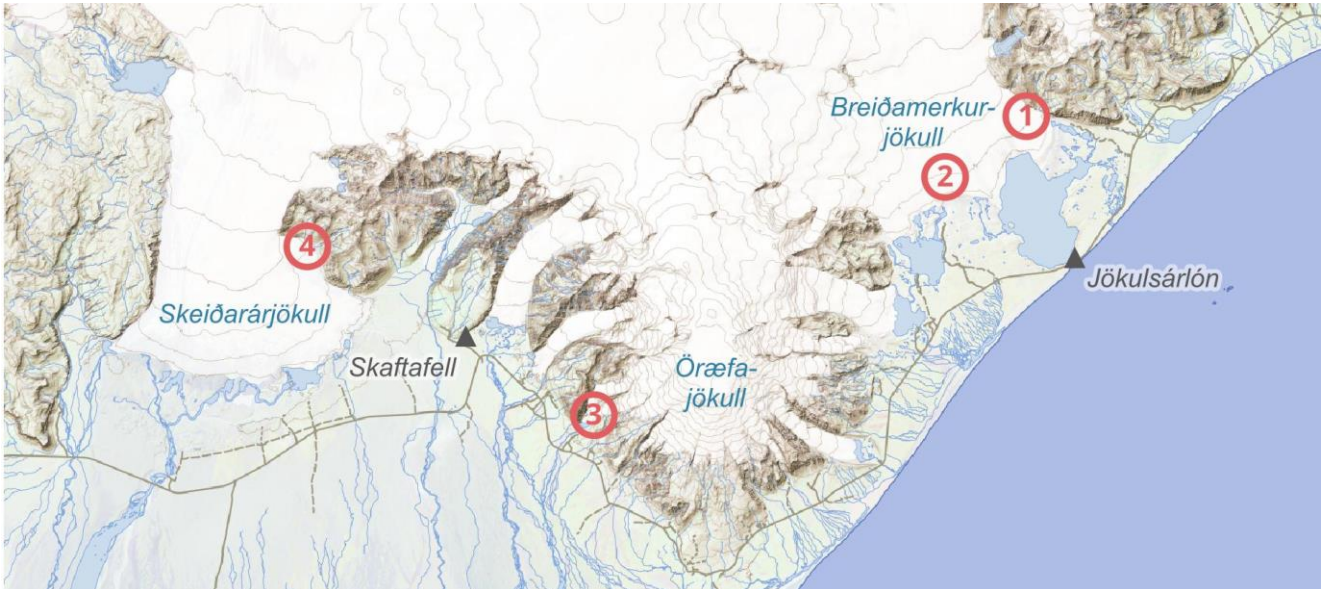 Breiðamerkur-
jökull
1
2
Jökulsárlón
4
Skeiðarárjökull
Skaftafell
Öræfa-
jökull
3